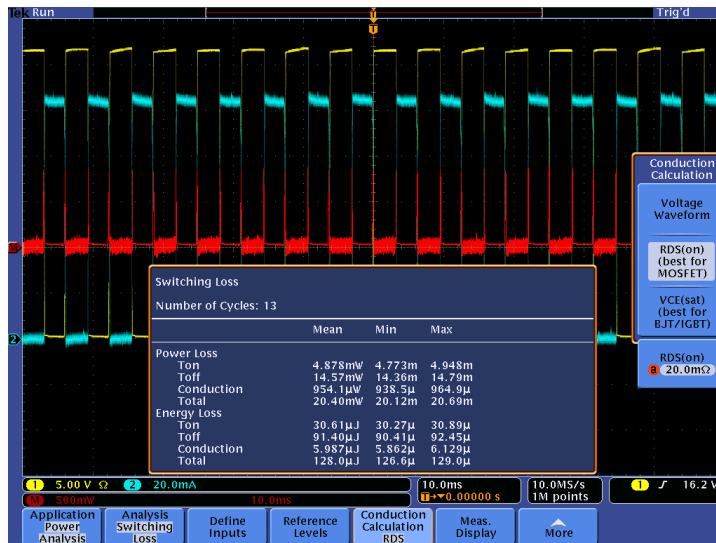 Tek Run Trig'd
T
T
M
2
Conduction
Calculation
Voltage
Waveform
RDS(on)
(best for
MOSFET)
VCE(sat)
(best for
BJT/IGBT)
RDS(on)
a 20.0mΩ
Switching Loss
Number of Cycles: 13
Mean Min Max
Power Loss
Ton 4.878mW 4.773m 4.948m
Toff 14.57mW 14.36m 14.79m
Conduction 954.1μW 938.5μ 964.9μ
Total 20.40mW 20.12m 20.69m
Energy Loss
Ton 30.61μJ 30.27μ 30.89μ
Toff 91.40μJ 90.41μ 92.45μ
Conduction 5.987μJ 5.862μ 6.129μ
Total 128.0μJ 126.6μ 129.0μ
1 5.00 V Ω 2 20.0mA 10.0ms 10.0MS/s 1 ∫ 16.2 V
M 500mW 10.0ms T→▼0.00000 s 1M points
Application
Power
Analysis
Analysis
Switching
Loss
Define
Inputs
Reference
Levels
Conduction
Calculation
RDS
Meas.
Display
More